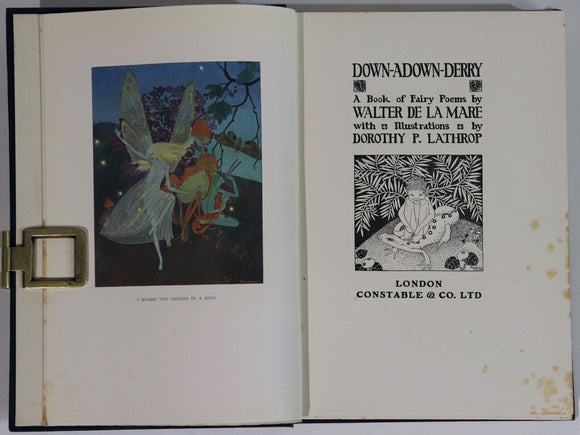 I HEARD THE FAIRIES IN A RING.
DOWN-ADOWN-DERRY
A Book of Fairy Poems by
WALTER DE LA MARE
with Illustrations by
DOROTHY P. LATHROP
LONDON
CONSTABLE & CO. LTD